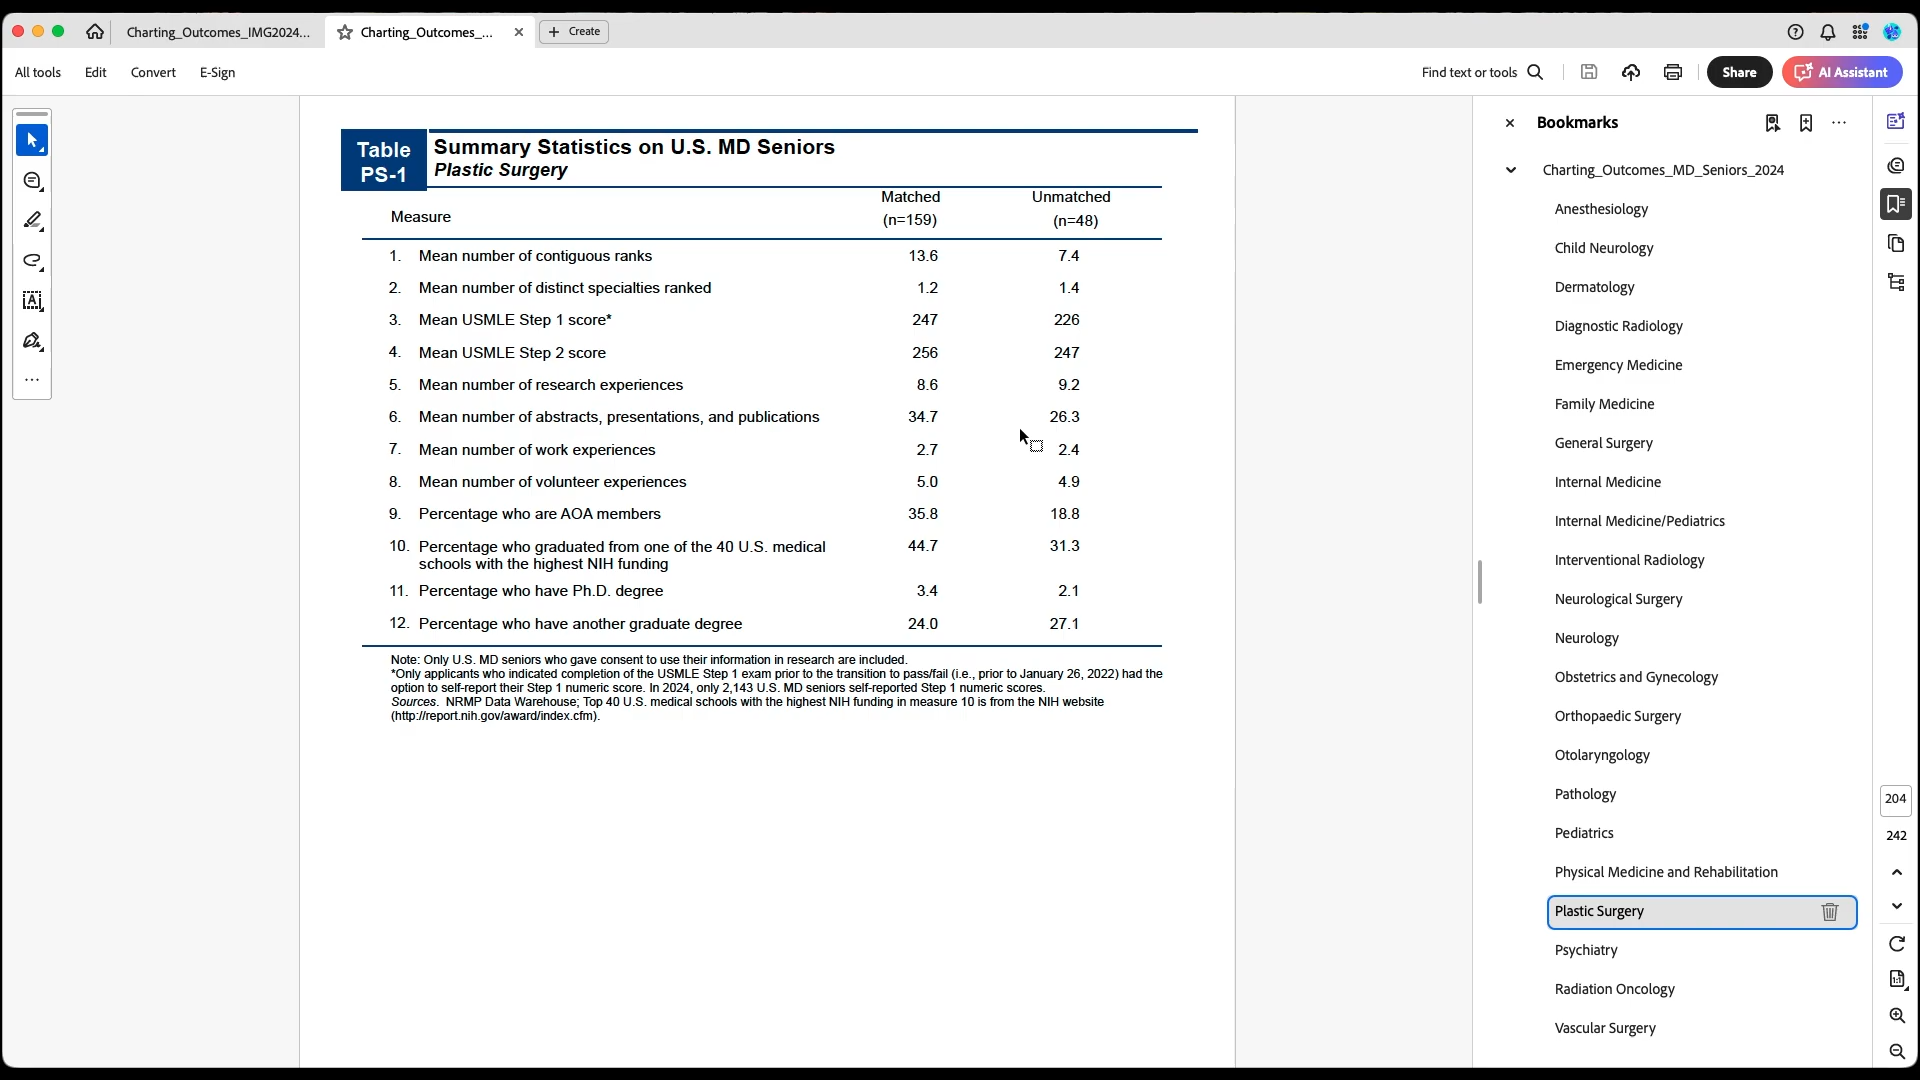 Charting_Outcomes_IMG2024...
Charting_Outcomes_...
Create
All tools
Edit
Convert
E-Sign
Find text or tools
Share
AI Assistant
Table
PS-1
Summary Statistics on U.S. MD Seniors
Plastic Surgery
Measure
Matched
(n=159)
Unmatched
(n=48)
1. Mean number of contiguous ranks 13.6 7.4
2. Mean number of distinct specialties ranked 1.2 1.4
3. Mean USMLE Step 1 score* 247 226
4. Mean USMLE Step 2 score 256 247
5. Mean number of research experiences 8.6 9.2
6. Mean number of abstracts, presentations, and publications 34.7 26.3
7. Mean number of work experiences 2.7 2.4
8. Mean number of volunteer experiences 5.0 4.9
9. Percentage who are AOA members 35.8 18.8
10. Percentage who graduated from one of the 40 U.S. medical 44.7 31.3
schools with the highest NIH funding
11. Percentage who have Ph.D. degree 3.4 2.1
12. Percentage who have another graduate degree 24.0 27.1
Note: Only U.S. MD seniors who gave consent to use their information in research are included.
*Only applicants who indicated completion of the USMLE Step 1 exam prior to the transition to pass/fail (i.e., prior to January 26, 2022) had the
option to self-report their Step 1 numeric score. In 2024, only 2,143 U.S. MD seniors self-reported Step 1 numeric scores.
Sources. NRMP Data Warehouse; Top 40 U.S. medical schools with the highest NIH funding in measure 10 is from the NIH website
(http://report.nih.gov/award/index.cfm).
Bookmarks
Charting_Outcomes_MD_Seniors_2024
Anesthesiology
Child Neurology
Dermatology
Diagnostic Radiology
Emergency Medicine
Family Medicine
General Surgery
Internal Medicine
Internal Medicine/Pediatrics
Interventional Radiology
Neurological Surgery
Neurology
Obstetrics and Gynecology
Orthopaedic Surgery
Otolaryngology
Pathology
Pediatrics
Physical Medicine and Rehabilitation
Plastic Surgery
Psychiatry
Radiation Oncology
Vascular Surgery
204
242